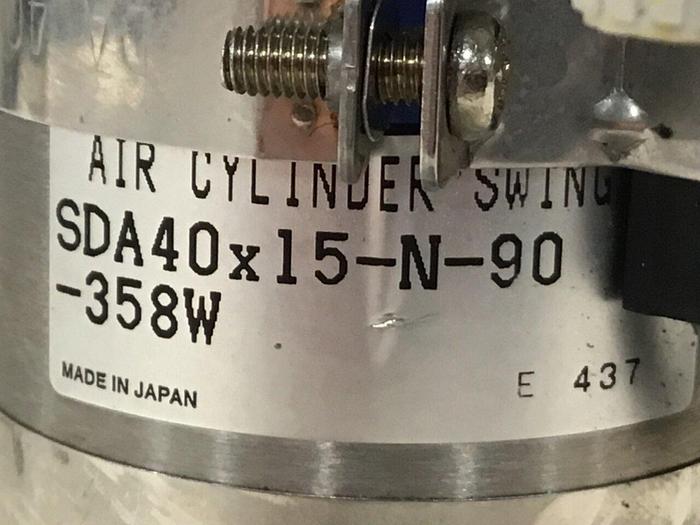 AIR CYLINDER SWING
SDA40x15-N-90
-358W
MADE IN JAPAN
E 437